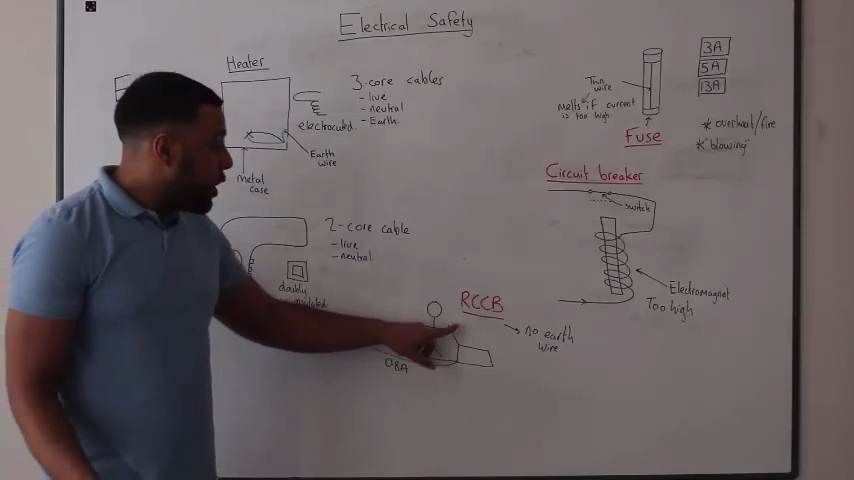 Electrical Safety
Heater
3-core cables
- live
- neutral
- Earth.
electrocuted.
Earth
wire
metal
case
2-core cable
- live
- neutral
doubly
RCCB
no earth
wire
0.8A
Thin
wire
melts if current
is too high
Fuse
3A
5A
13A
* overheat/fire
* "blowing"
Circuit breaker
switch
Electromagnet
Too high